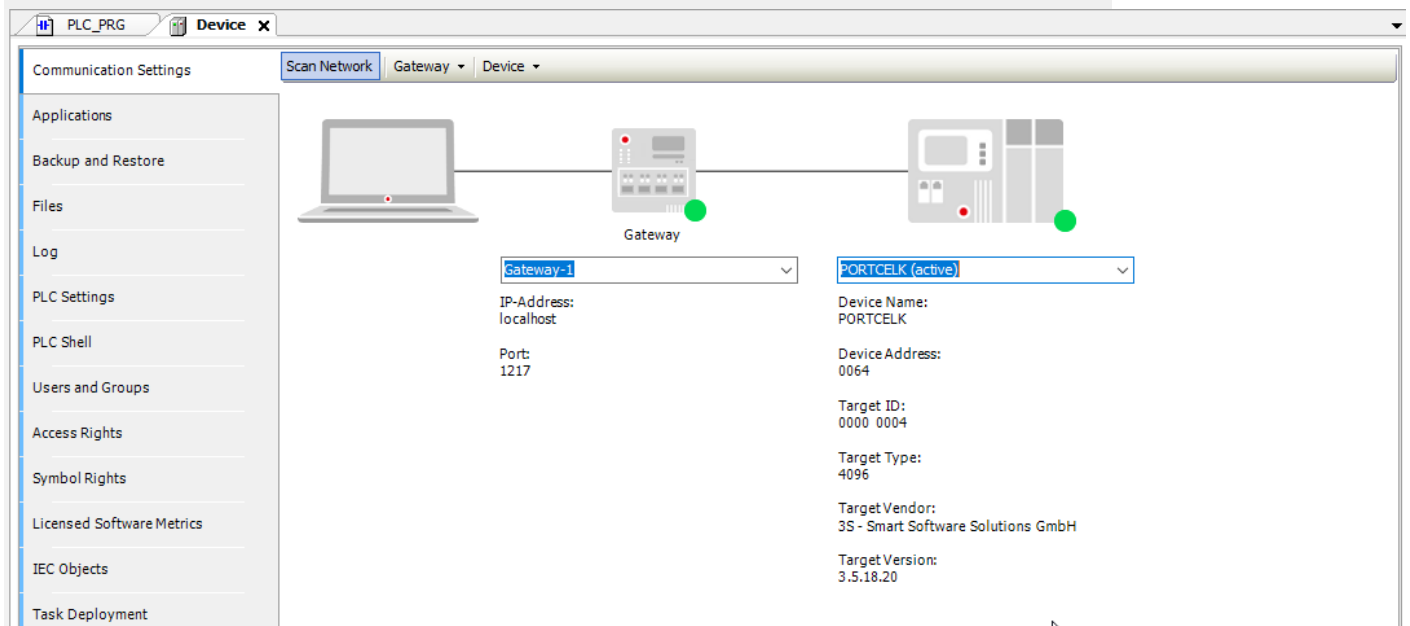 PLC_PRG
Device
Communication Settings
Applications
Backup and Restore
Files
Log
PLC Settings
PLC Shell
Users and Groups
Access Rights
Symbol Rights
Licensed Software Metrics
IEC Objects
Task Deployment
Scan Network
Gateway
Device
Gateway
Gateway-1
IP-Address:
localhost
Port:
1217
PORTCELK (active)
Device Name:
PORTCELK
Device Address:
0064
Target ID:
0000 0004
Target Type:
4096
Target Vendor:
3S - Smart Software Solutions GmbH
Target Version:
3.5.18.20